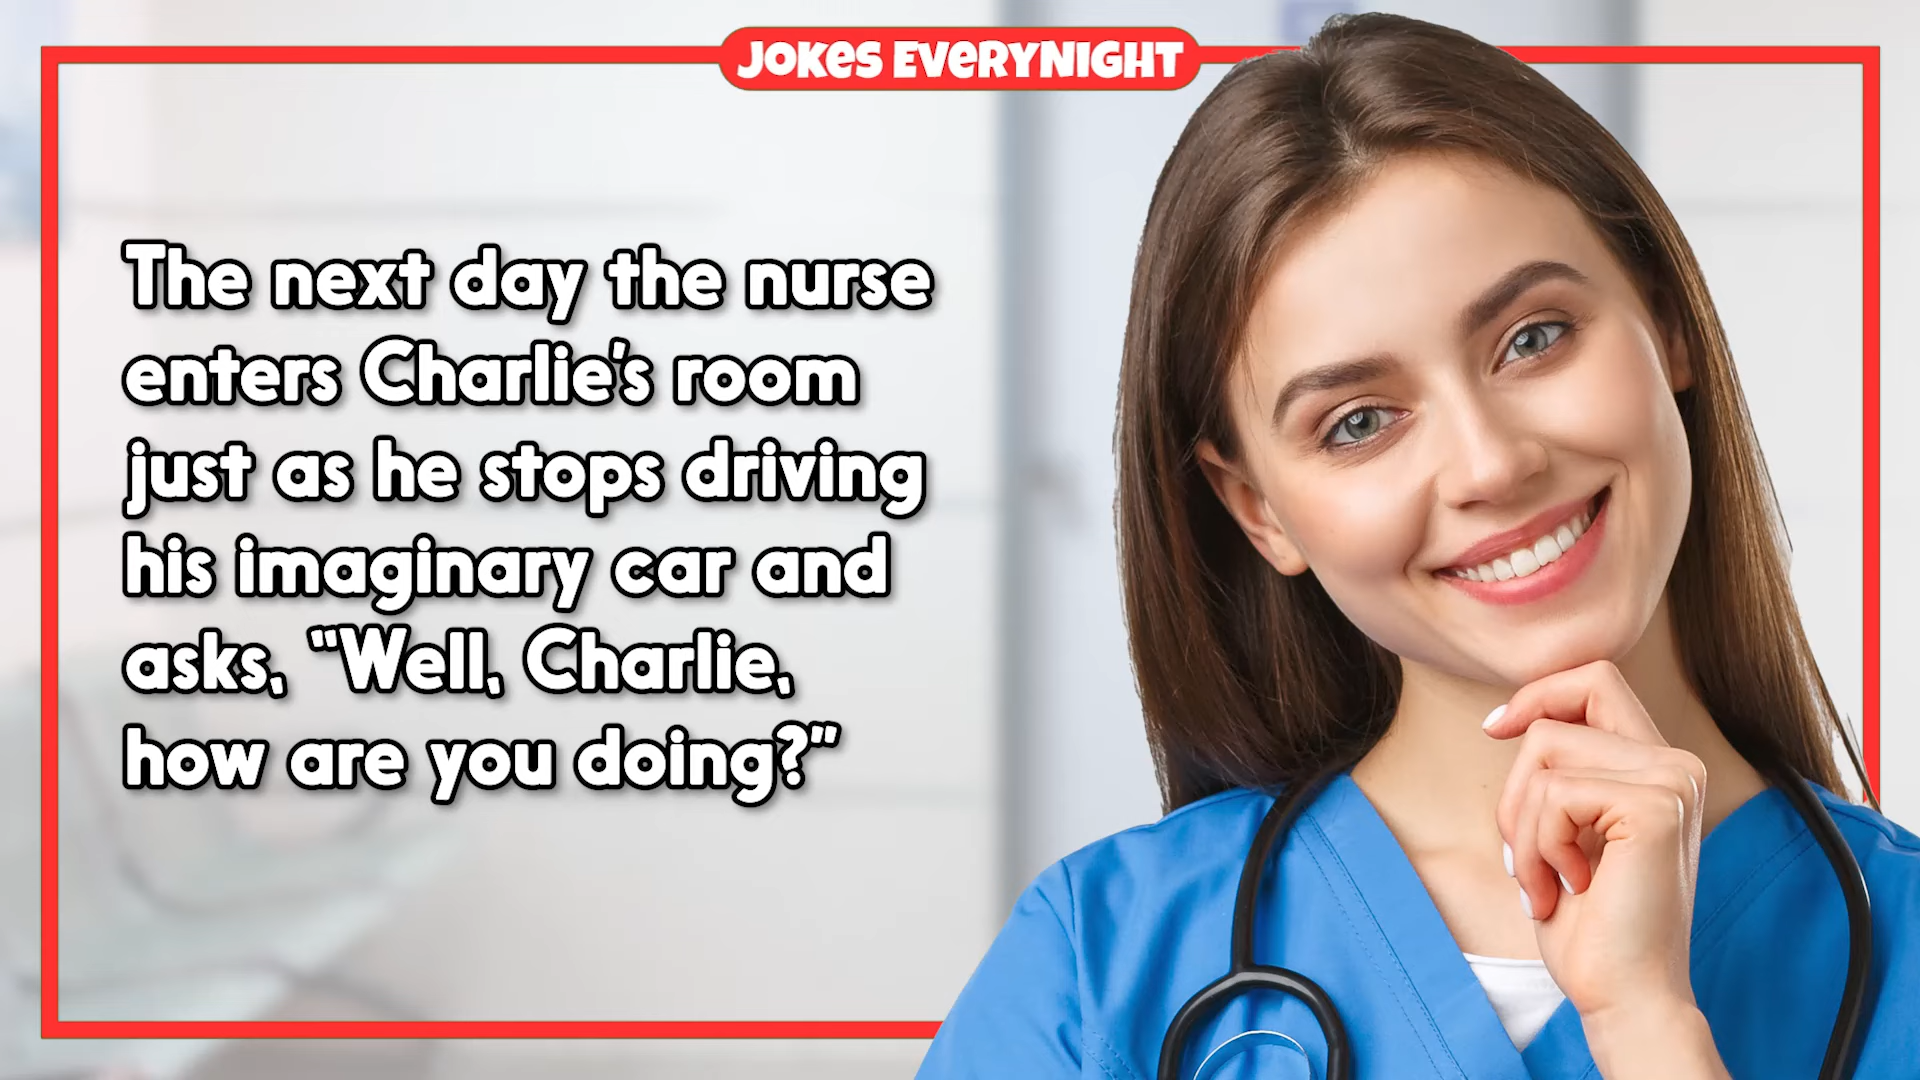 JOKES EVERYNIGHT
The next day the nurse
enters Charlie's room
just as he stops driving
his imaginary car and
asks, "Well, Charlie,
how are you doing?"